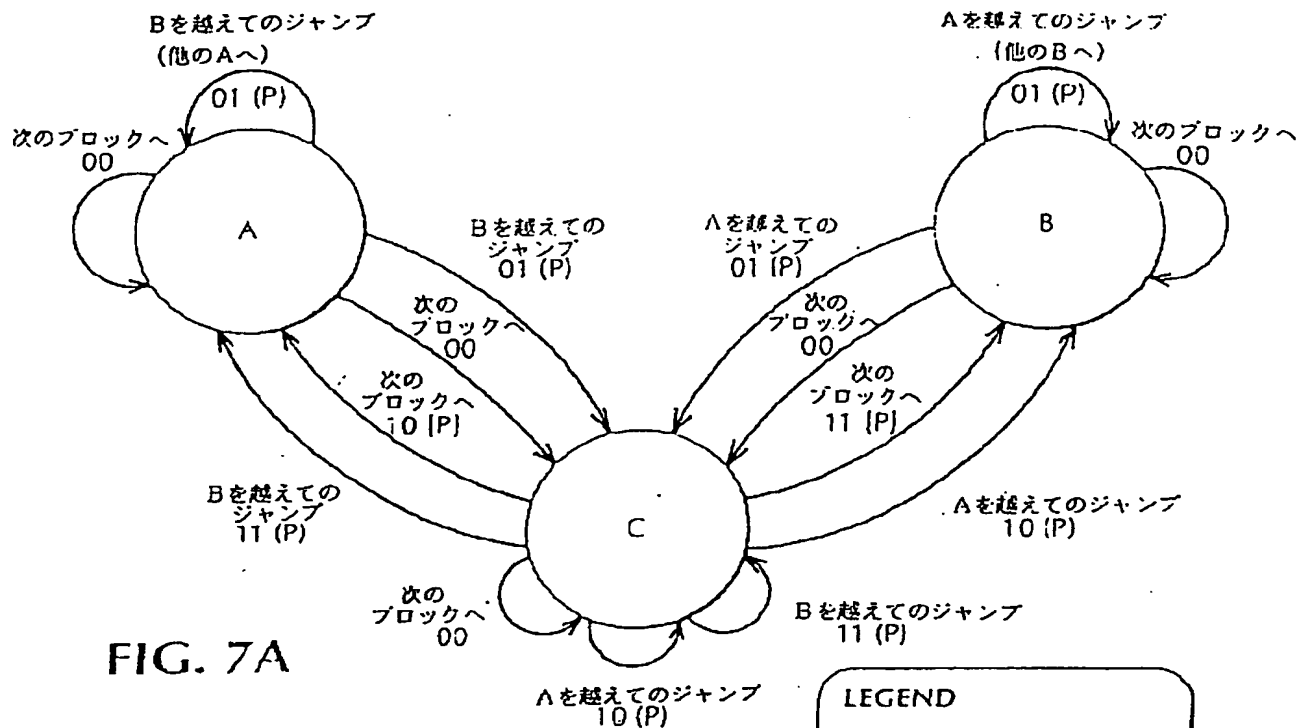 Bを越えてのジャンプ
(他のAへ)
01 (P)
次のブロックへ
00
A
Aを越えてのジャンプ
(他のBへ)
01 (P)
次のブロックへ
00
B
Bを越えての
ジャンプ
01 (P)
Aを越えての
ジャンプ
01 (P)
次の
ブロックへ
00
次の
ブロックへ
00
次の
ブロックへ
10 (P)
次の
ブロックへ
11 (P)
Bを越えての
ジャンプ
11 (P)
Aを越えてのジャンプ
10 (P)
C
次の
ブロックへ
00
Bを越えてのジャンプ
11 (P)
Aを越えてのジャンプ
10 (P)
FIG. 7A
LEGEND